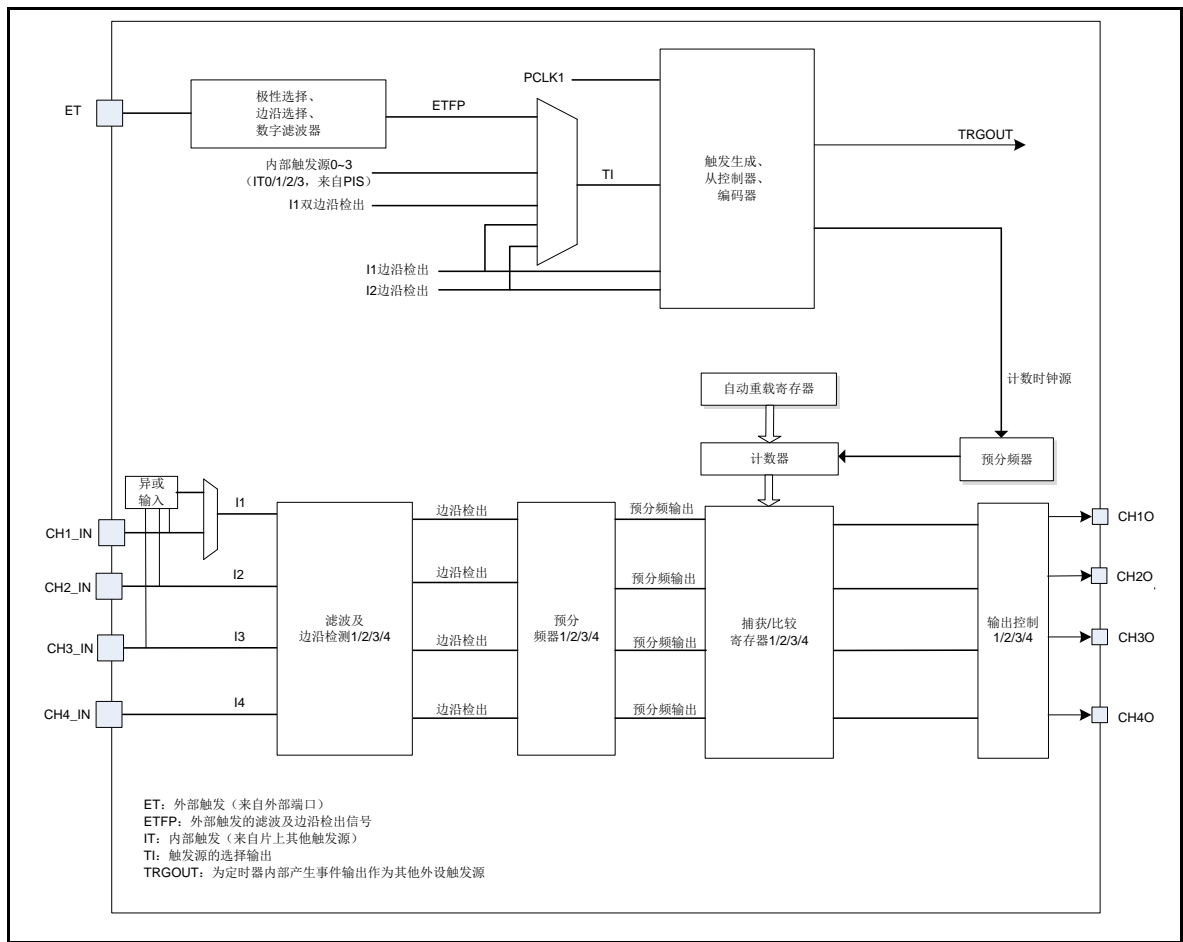 PCLK1
ET
极性选择、
边沿选择、
数字滤波器
ETFP
TRGOUT
内部触发源0~3
（IT0/1/2/3，来自PIS）
TI
触发生成、
从控制器、
编码器
I1双边沿检出
I1边沿检出
I2边沿检出
自动重载寄存器
计数时钟源
计数器
预分频器
异或
输入
I1
CH1_IN
I2
CH2_IN
I3
CH3_IN
I4
CH4_IN
滤波及
边沿检测1/2/3/4
边沿检出
边沿检出
边沿检出
边沿检出
预分
频器1/2/3/4
预分频输出
预分频输出
预分频输出
预分频输出
捕获/比较
寄存器1/2/3/4
输出控制
1/2/3/4
CH1O
CH2O
CH3O
CH4O
ET：外部触发（来自外部端口）
ETFP：外部触发的滤波及边沿检出信号
IT：内部触发（来自片上其他触发源）
TI：触发源的选择输出
TRGOUT：为定时器内部产生事件输出作为其他外设触发源